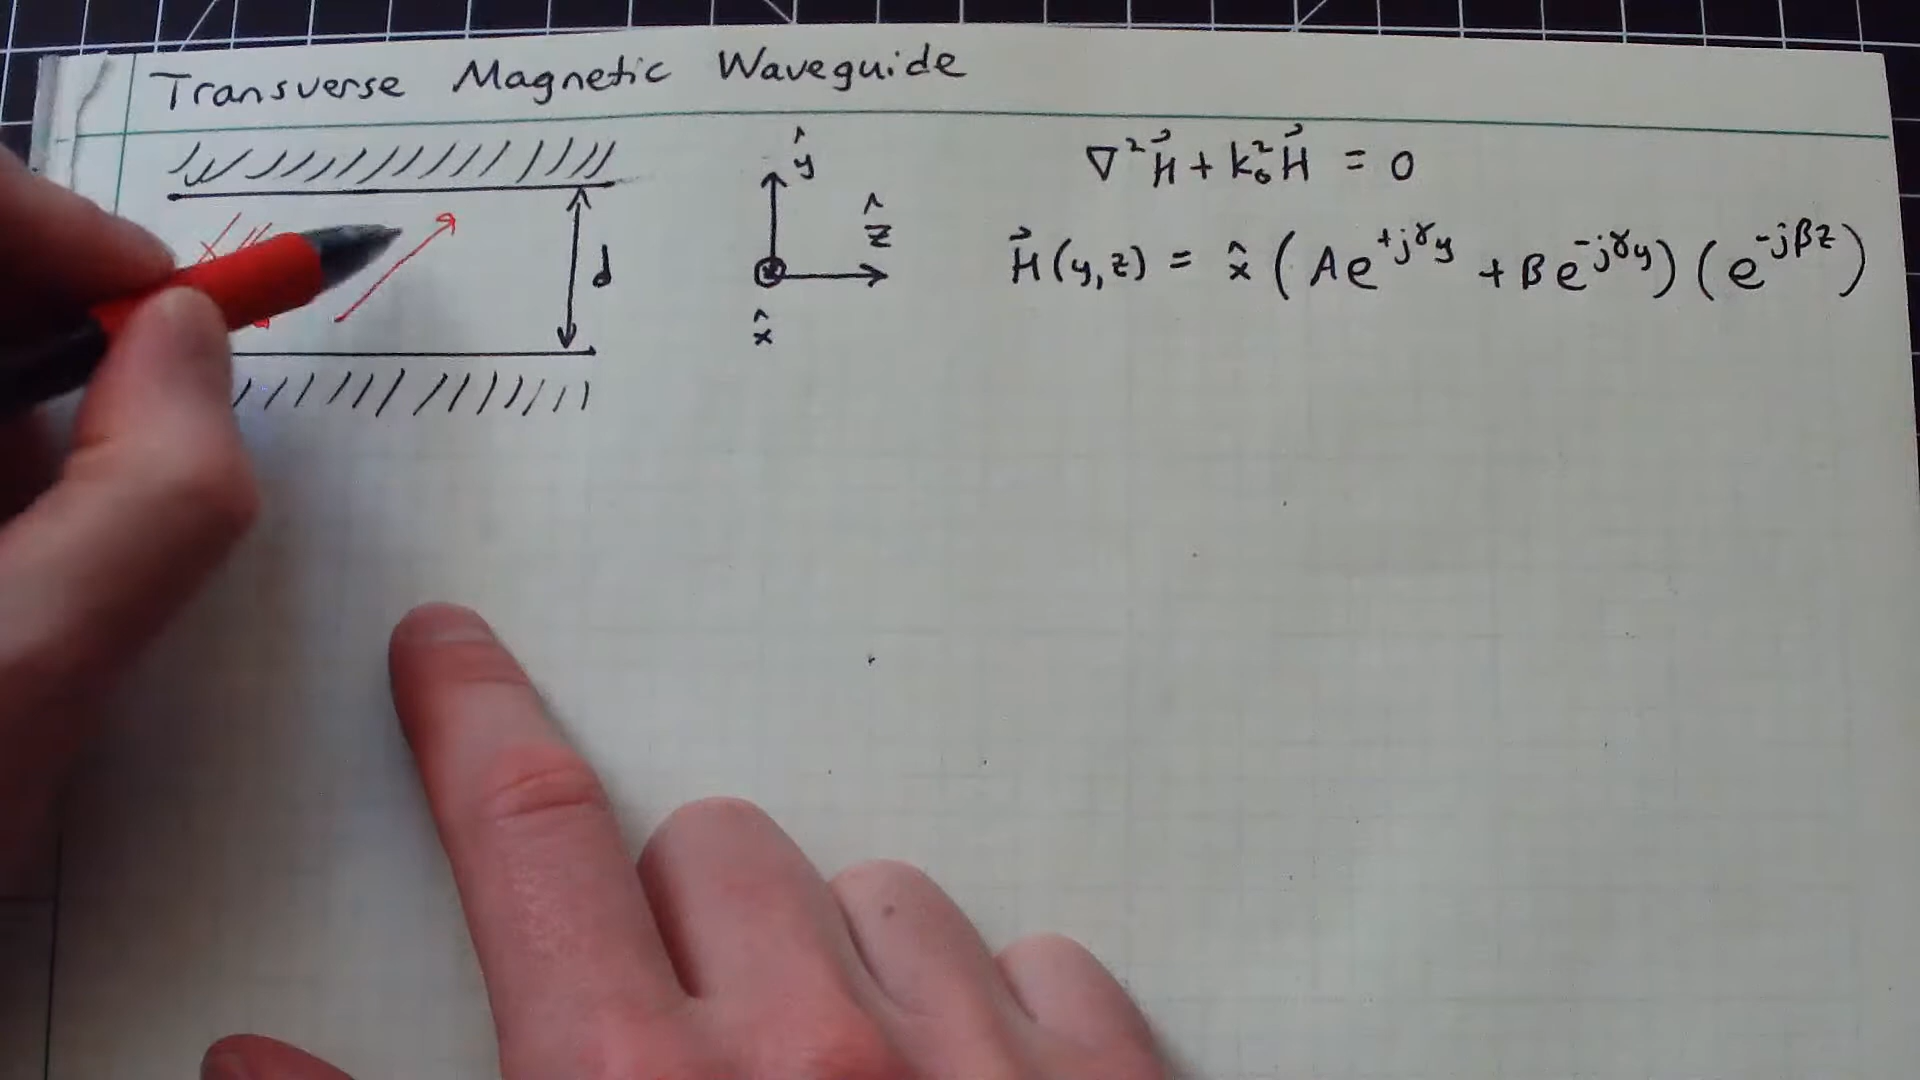 Transverse Magnetic Waveguide
ŷ
ẑ
x̂
d
∇²H⃗ + k₀²H⃗ = 0
H⃗(y,z) = x̂ (Ae^{+jγy} + Be^{-jγy})(e^{-jβz})